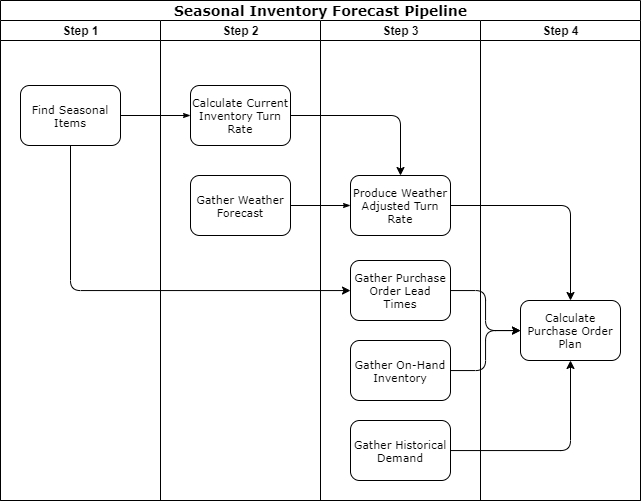 Seasonal Inventory Forecast Pipeline
Step 1
Step 2
Step 3
Step 4
Find Seasonal
Items
Calculate Current
Inventory Turn
Rate
Gather Weather
Forecast
Produce Weather
Adjusted Turn
Rate
Gather Purchase
Order Lead
Times
Gather On-Hand
Inventory
Gather Historical
Demand
Calculate
Purchase Order
Plan